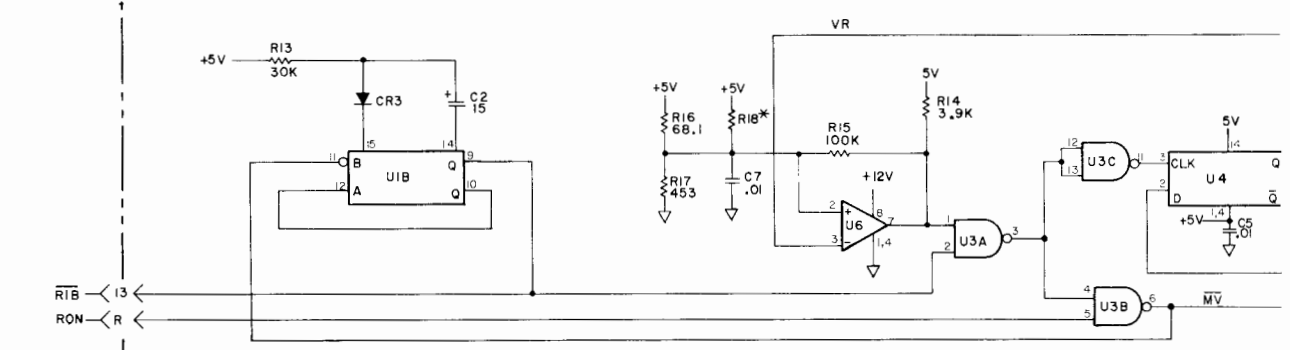 VR
+5V
R13
30K
CR3
+
C2
15
15
14
11
B
Q
9
U1B
12
A
Q
10
+5V
R16
68.1
+5V
R18*
R17
453
C7
.01
R15
100K
5V
R14
3.9K
+12V
2
+
8
U6
7
3
-
1,4
1
U3A
3
2
12
U3C
11
13
5V
14
3
CLK
Q
U4
2
D
Q̅
1,4
+5V
C5
.01
4
U3B
6
5
M̅V̅
R̅I̅B̅
13
RON
R